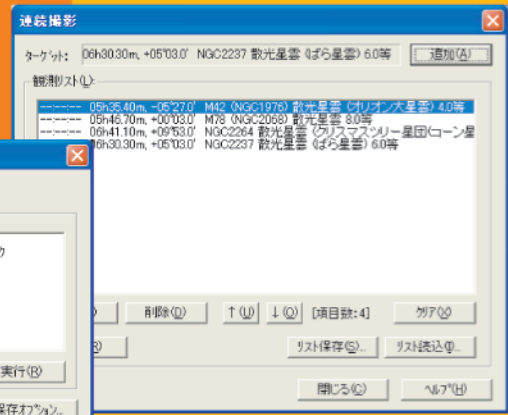 連続撮影
ターゲット: 06h30.30m, +05°03.0' NGC2237 散光星雲 (ばら星雲) 6.0等 追加(A)
観測リスト(L):
--:--:-- 05h35.40m, -05°27.0' M42 (NGC1976) 散光星雲 (オリオン大星雲) 4.0等
--:--:-- 05h46.70m, +00°03.0' M78 (NGC2068) 散光星雲 8.0等
--:--:-- 06h41.10m, +09°53.0' NGC2264 散光星雲 (クリスマスツリー星団(コーン星
06h30.30m, +05°03.0' NGC2237 散光星雲 (ばら星雲) 6.0等
削除(D) ↑(U) ↓(O) [項目数:4] クリア(X)
実行(R) リスト保存(S)... リスト読込(I)...
保存オプション... 閉じる(C) ヘルプ(H)